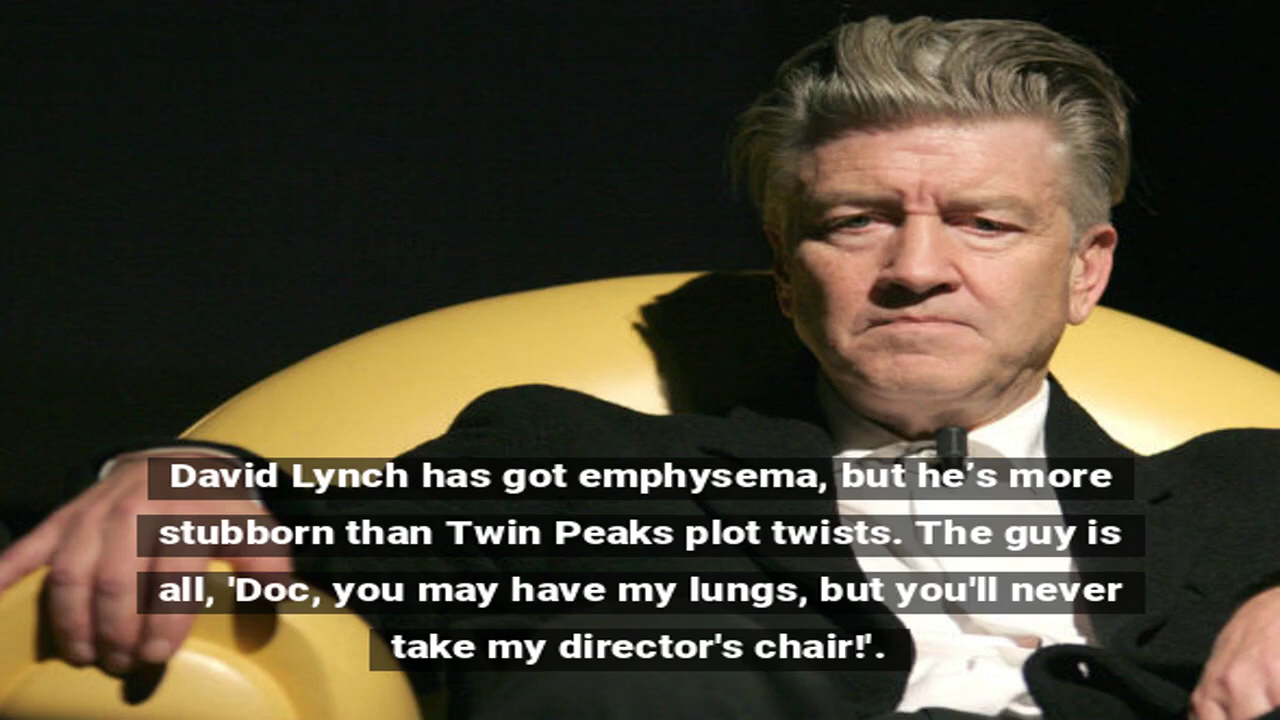 David Lynch has got emphysema, but he’s more
stubborn than Twin Peaks plot twists. The guy is
all, 'Doc, you may have my lungs, but you'll never
take my director's chair!'.